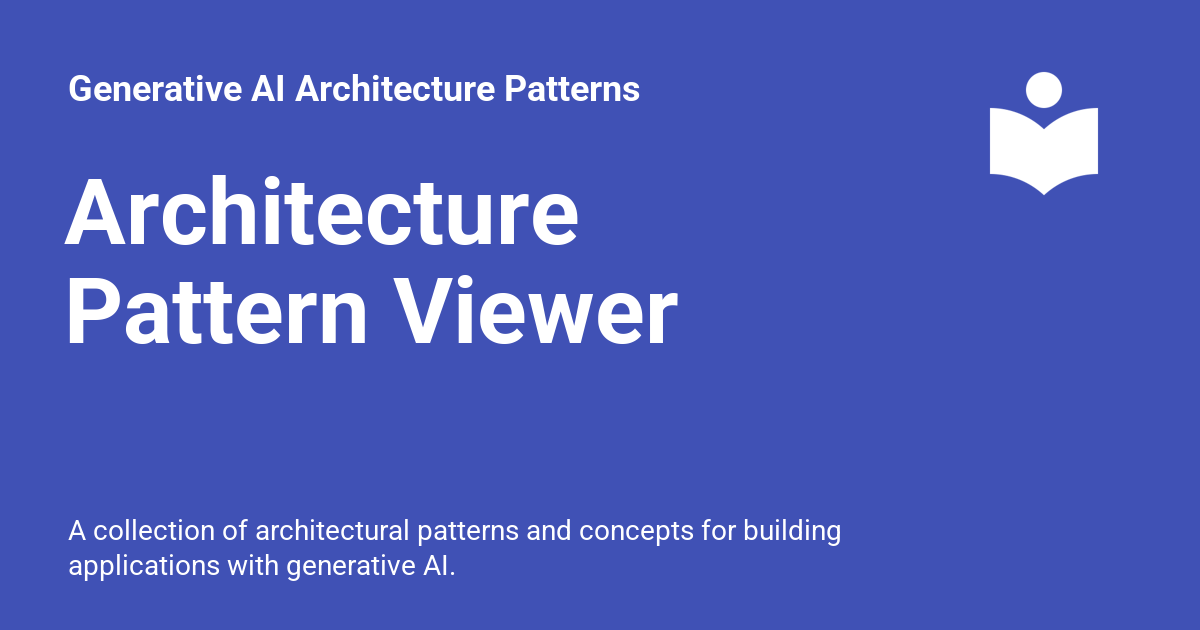 Generative AI Architecture Patterns
Architecture
Pattern Viewer
A collection of architectural patterns and concepts for building
applications with generative AI.